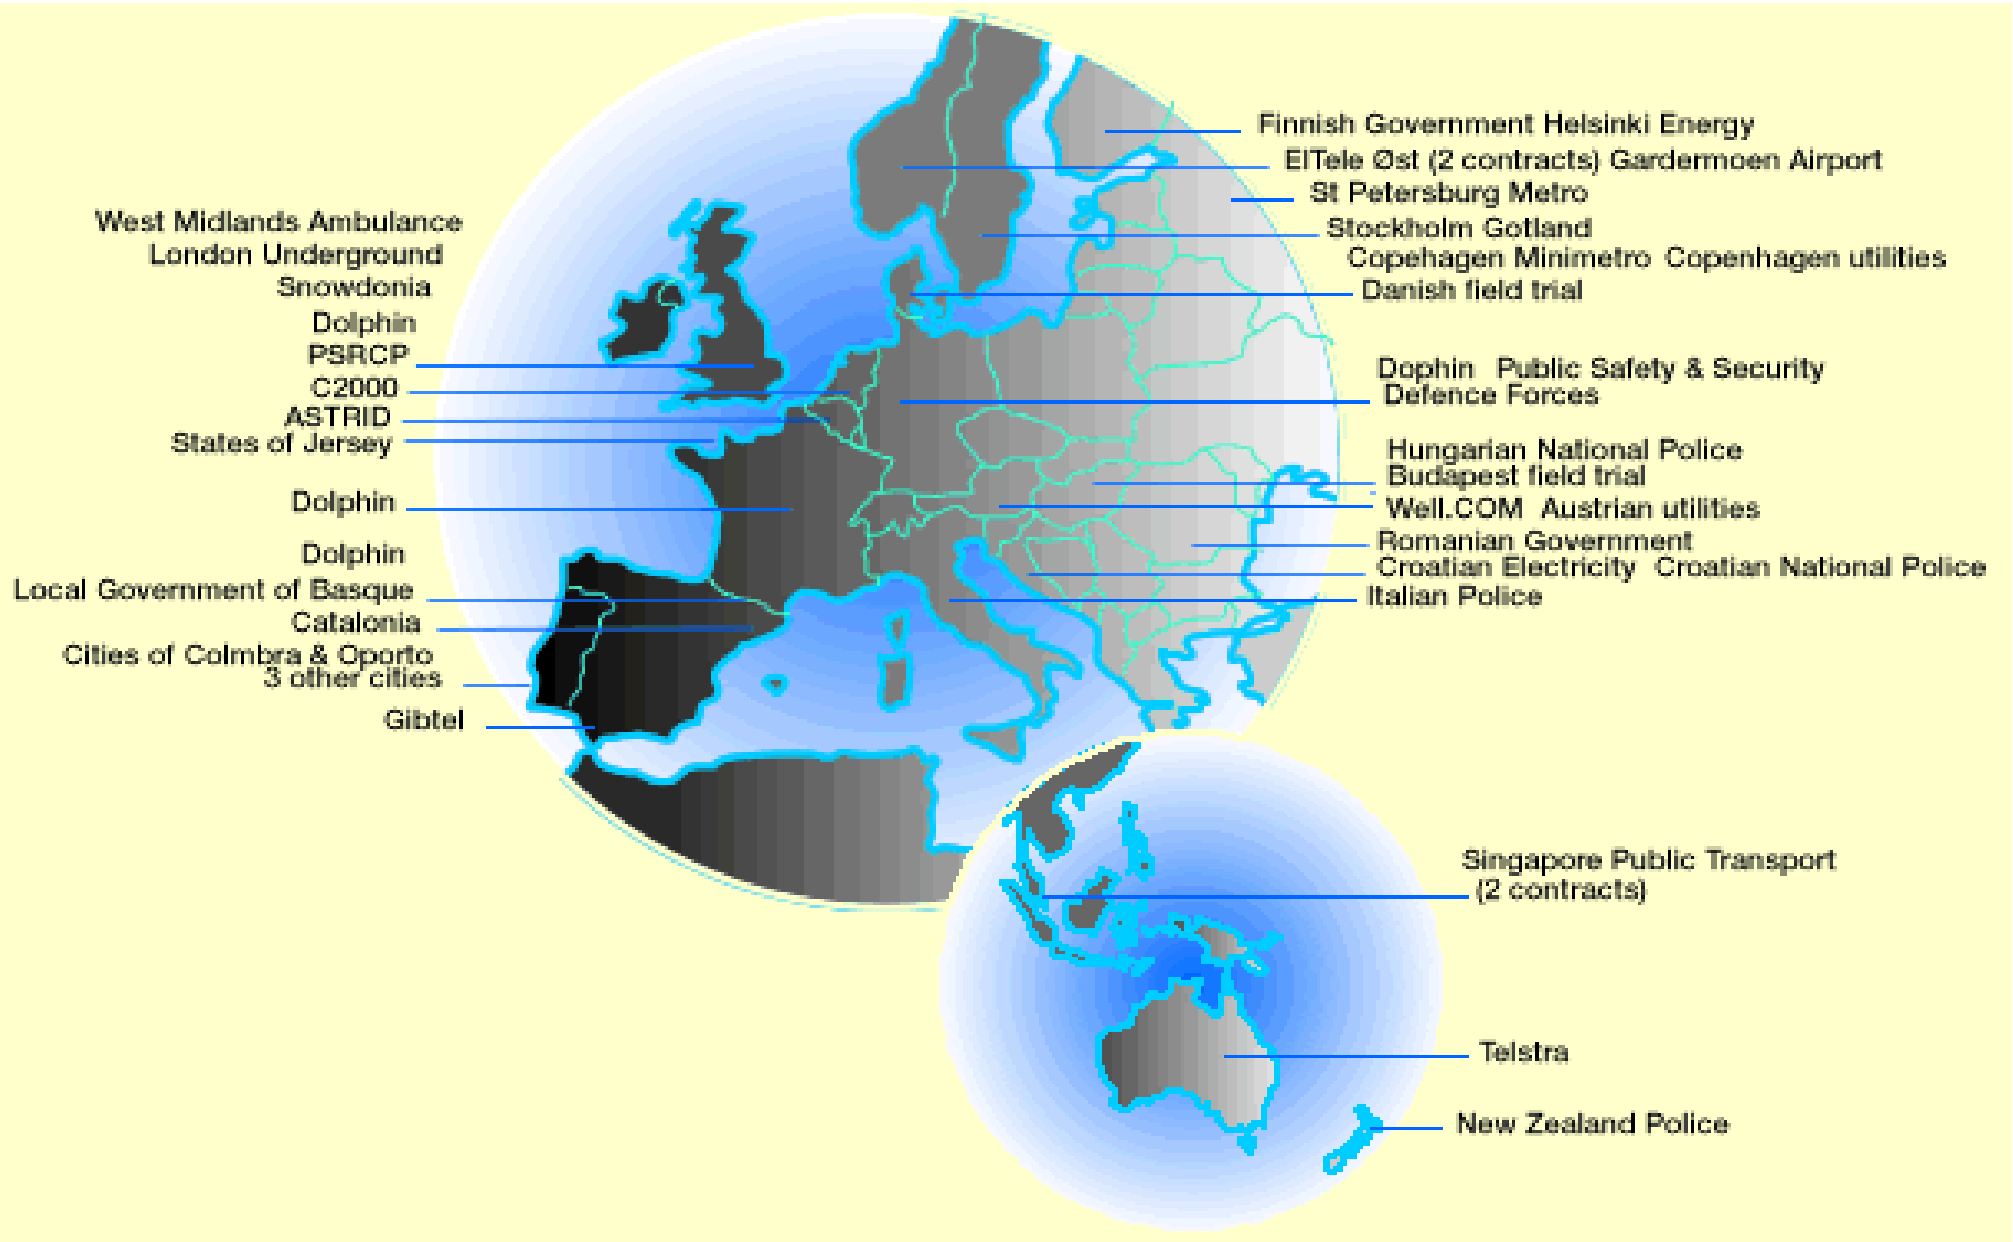 West Midlands Ambulance
London Underground
Snowdonia
Dolphin
PSRCP
C2000
ASTRID
States of Jersey
Dolphin
Dolphin
Local Government of Basque
Catalonia
Cities of Colmbra & Oporto
3 other cities
Gibtel
Finnish Government Helsinki Energy
ElTele Øst (2 contracts) Gardermoen Airport
St Petersburg Metro
Stockholm Gotland
Copehagen Minimetro Copenhagen utilities
Danish field trial
Dophin Public Safety & Security
Defence Forces
Hungarian National Police
Budapest field trial
Well.COM Austrian utilities
Romanian Government
Croatian Electricity Croatian National Police
Italian Police
Singapore Public Transport
(2 contracts)
Telstra
New Zealand Police